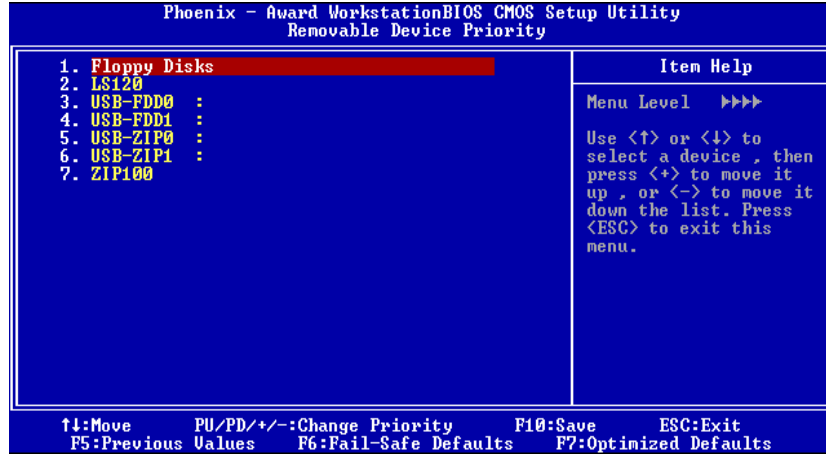 Phoenix - Award WorkstationBIOS CMOS Setup Utility
Removable Device Priority
1. Floppy Disks
2. LS120
3. USB-FDD0 :
4. USB-FDD1 :
5. USB-ZIP0 :
6. USB-ZIP1 :
7. ZIP100
Item Help
Menu Level ▶▶▶▶
Use <↑> or <↓> to
select a device , then
press <+> to move it
up , or <-> to move it
down the list. Press
<ESC> to exit this
menu.
↑↓:Move PU/PD/+/-:Change Priority F10:Save ESC:Exit
F5:Previous Values F6:Fail-Safe Defaults F7:Optimized Defaults